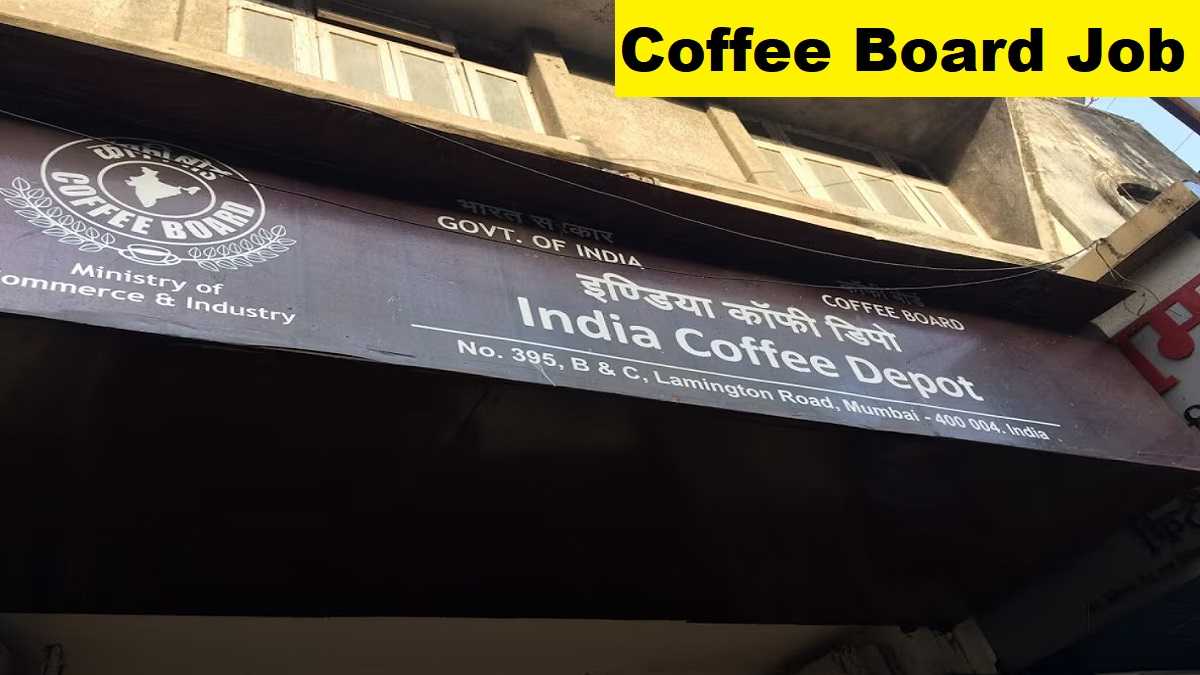 Coffee Board Job
कॉफ़ी बोर्ड
COFFEE BOARD
Ministry of
Commerce & Industry
भारत सरकार
GOVT. OF INDIA
COFFEE BOARD
इण्डिया कॉफी डिपो
India Coffee Depot
No. 395, B & C, Lamington Road, Mumbai - 400 004. India